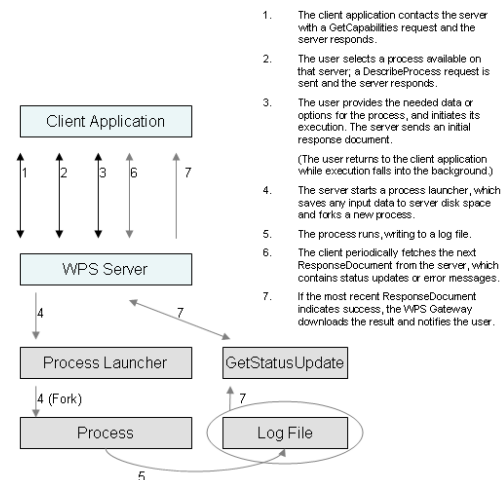 1. The client application contacts the server
with a GetCapabilities request and the
server responds.
2. The user selects a process available on
that server; a DescribeProcess request is
sent and the server responds.
3. The user provides the needed data or
options for the process, and initiates its
execution. The server sends an initial
response document.
(The user returns to the client application
while execution falls into the background.)
4. The server starts a process launcher, which
saves any input data to server disk space
and forks a new process.
5. The process runs, writing to a log file.
6. The client periodically fetches the next
ResponseDocument from the server, which
contains status updates or error messages.
7. If the most recent ResponseDocument
indicates success, the WPS Gateway
downloads the result and notifies the user.
Client Application
1 2 3 6 7
WPS Server
4 7
Process Launcher GetStatusUpdate
4 (Fork) 7
Process Log File
5